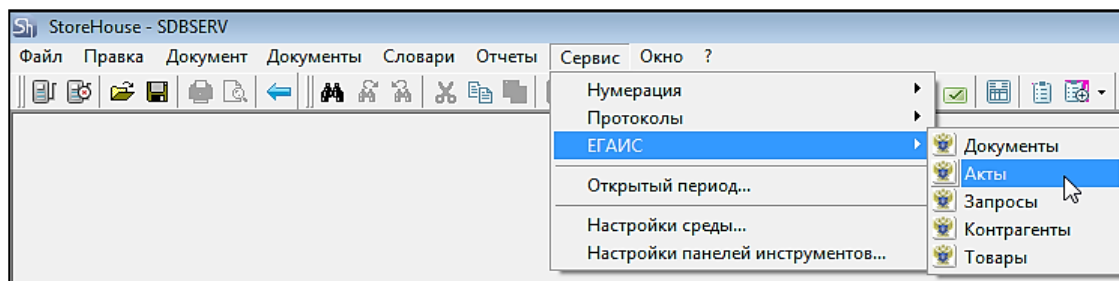 Sh StoreHouse - SDBSERV
Файл Правка Документ Документы Словари Отчеты Сервис Окно ?
Нумерация
Протоколы
ЕГАИС
Открытый период...
Настройки среды...
Настройки панелей инструментов...
Документы
Акты
Запросы
Контрагенты
Товары